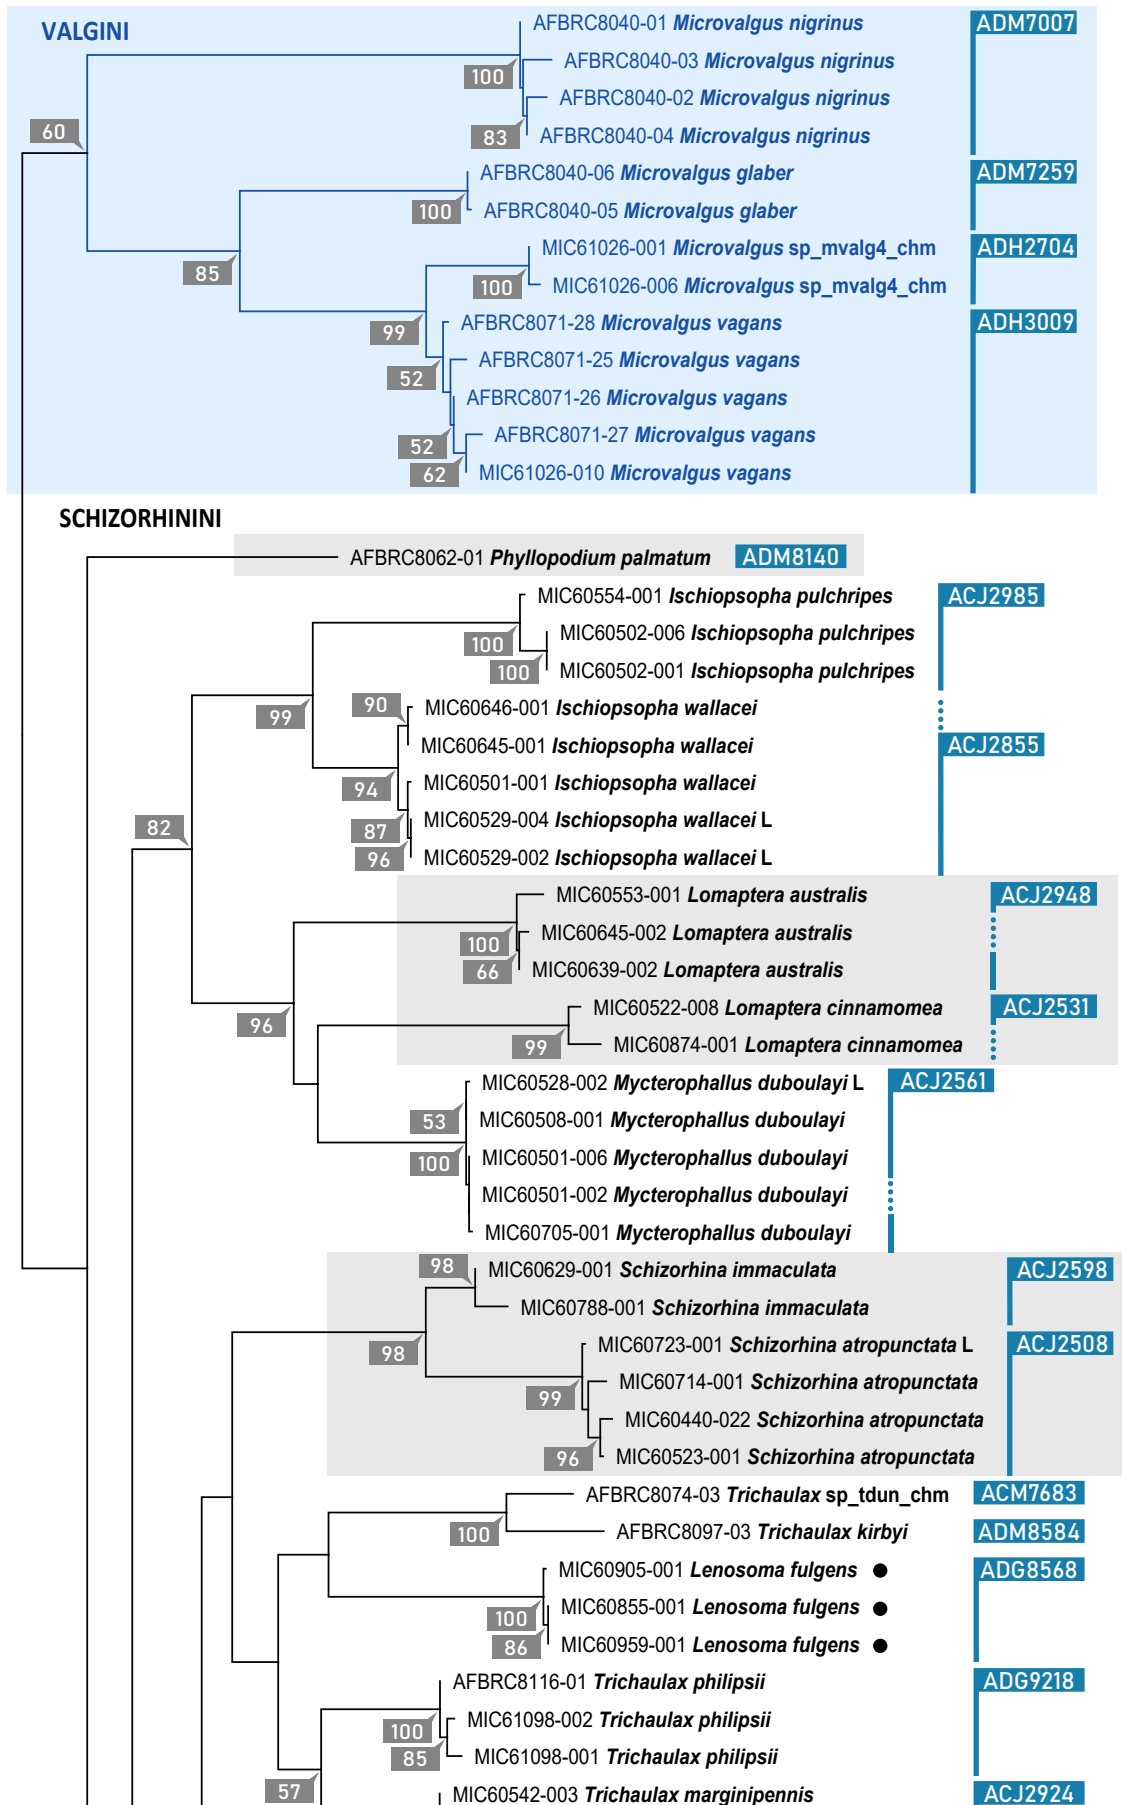 VALGINI
AFBRC8040-01 Microvalgus nigrinus ADM7007
100
AFBRC8040-03 Microvalgus nigrinus
AFBRC8040-02 Microvalgus nigrinus
60
83
AFBRC8040-04 Microvalgus nigrinus
AFBRC8040-06 Microvalgus glaber ADM7259
100
AFBRC8040-05 Microvalgus glaber
85
MIC61026-001 Microvalgus sp_mvalg4_chm ADH2704
100
MIC61026-006 Microvalgus sp_mvalg4_chm
99
AFBRC8071-28 Microvalgus vagans ADH3009
AFBRC8071-25 Microvalgus vagans
52
AFBRC8071-26 Microvalgus vagans
52
AFBRC8071-27 Microvalgus vagans
62
MIC61026-010 Microvalgus vagans
SCHIZORHININI
AFBRC8062-01 Phyllopodium palmatum ADM8140
MIC60554-001 Ischiopsopha pulchripes ACJ2985
100
MIC60502-006 Ischiopsopha pulchripes
100
MIC60502-001 Ischiopsopha pulchripes
99
90
MIC60646-001 Ischiopsopha wallacei
MIC60645-001 Ischiopsopha wallacei ACJ2855
94
MIC60501-001 Ischiopsopha wallacei
82
87
MIC60529-004 Ischiopsopha wallacei L
96
MIC60529-002 Ischiopsopha wallacei L
MIC60553-001 Lomaptera australis ACJ2948
100
MIC60645-002 Lomaptera australis
66
MIC60639-002 Lomaptera australis
96
MIC60522-008 Lomaptera cinnamomea ACJ2531
99
MIC60874-001 Lomaptera cinnamomea
MIC60528-002 Mycterophallus duboulayi L ACJ2561
53
MIC60508-001 Mycterophallus duboulayi
100
MIC60501-006 Mycterophallus duboulayi
MIC60501-002 Mycterophallus duboulayi
MIC60705-001 Mycterophallus duboulayi
98
MIC60629-001 Schizorhina immaculata ACJ2598
MIC60788-001 Schizorhina immaculata
98
MIC60723-001 Schizorhina atropunctata L ACJ2508
99
MIC60714-001 Schizorhina atropunctata
MIC60440-022 Schizorhina atropunctata
96
MIC60523-001 Schizorhina atropunctata
AFBRC8074-03 Trichaulax sp_tdun_chm ACM7683
100
AFBRC8097-03 Trichaulax kirbyi ADM8584
MIC60905-001 Lenosoma fulgens ● ADG8568
100
MIC60855-001 Lenosoma fulgens ●
86
MIC60959-001 Lenosoma fulgens ●
AFBRC8116-01 Trichaulax philipsii ADG9218
100
MIC61098-002 Trichaulax philipsii
85
MIC61098-001 Trichaulax philipsii
57
MIC60542-003 Trichaulax marginipennis ACJ2924